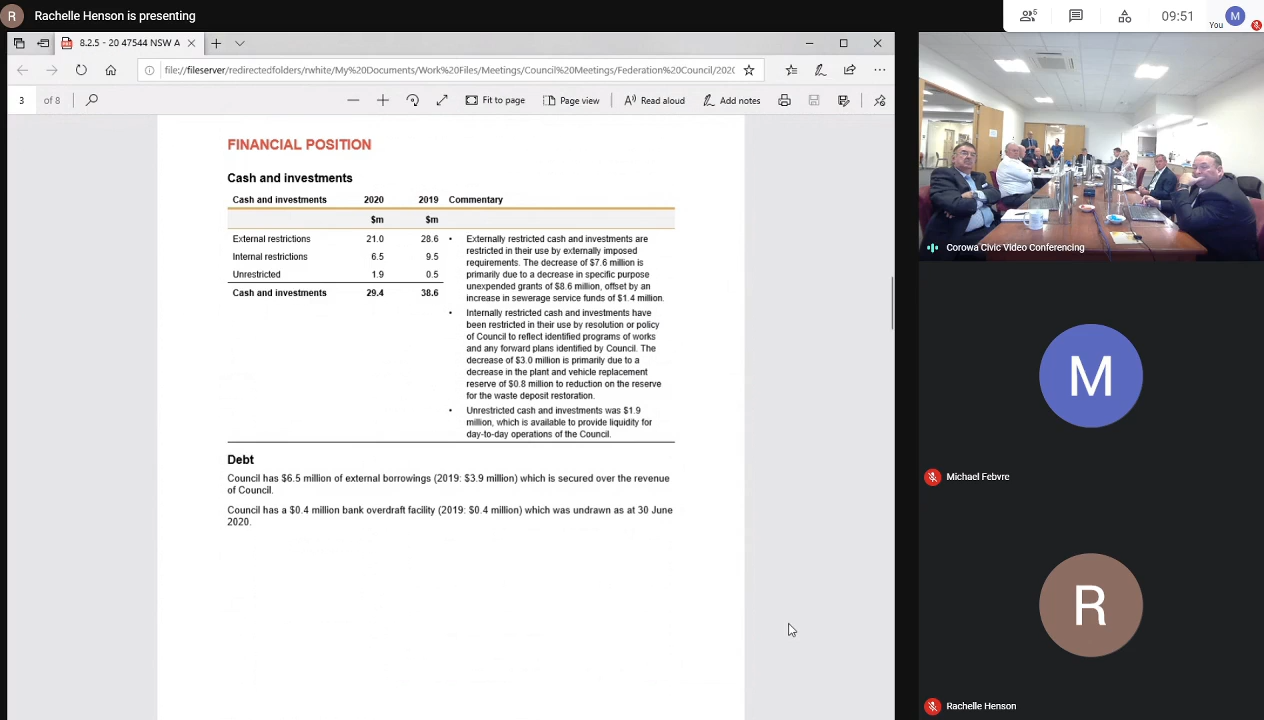 R
Rachelle Henson is presenting
5
09:51
You
M
8.2.5 - 20 47544 NSW A
file://fileserver/redirectedfolders/rwhite/My%20Documents/Work%20Files/Meetings/Council%20Meetings/Federation%20Council/202
3 of 8
Fit to page
Page view
Read aloud
Add notes
FINANCIAL POSITION
Cash and investments
Cash and investments 2020 2019 Commentary
$m $m
External restrictions 21.0 28.6
Internal restrictions 6.5 9.5
Unrestricted 1.9 0.5
Cash and investments 29.4 38.6
• Externally restricted cash and investments are
restricted in their use by externally imposed
requirements. The decrease of $7.6 million is
primarily due to a decrease in specific purpose
unexpended grants of $8.6 million, offset by an
increase in sewerage service funds of $1.4 million.
• Internally restricted cash and investments have
been restricted in their use by resolution or policy
of Council to reflect identified programs of works
and any forward plans identified by Council. The
decrease of $3.0 million is primarily due to a
decrease in the plant and vehicle replacement
reserve of $0.8 million to reduction on the reserve
for the waste deposit restoration.
• Unrestricted cash and investments was $1.9
million, which is available to provide liquidity for
day-to-day operations of the Council.
Debt
Council has $6.5 million of external borrowings (2019: $3.9 million) which is secured over the revenue
of Council.
Council has a $0.4 million bank overdraft facility (2019: $0.4 million) which was undrawn as at 30 June
2020.
Corowa Civic Video Conferencing
M
Michael Febvre
R
Rachelle Henson